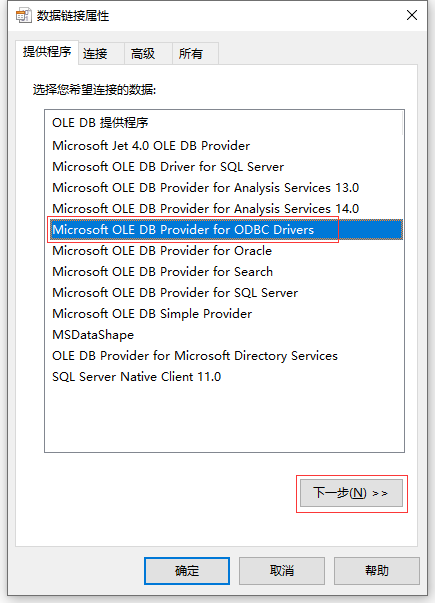 数据链接属性
提供程序 连接 高级 所有
选择您希望连接的数据:
OLE DB 提供程序
Microsoft Jet 4.0 OLE DB Provider
Microsoft OLE DB Driver for SQL Server
Microsoft OLE DB Provider for Analysis Services 13.0
Microsoft OLE DB Provider for Analysis Services 14.0
Microsoft OLE DB Provider for ODBC Drivers
Microsoft OLE DB Provider for Oracle
Microsoft OLE DB Provider for Search
Microsoft OLE DB Provider for SQL Server
Microsoft OLE DB Simple Provider
MSDataShape
OLE DB Provider for Microsoft Directory Services
SQL Server Native Client 11.0
下一步(N) >>
确定 取消 帮助